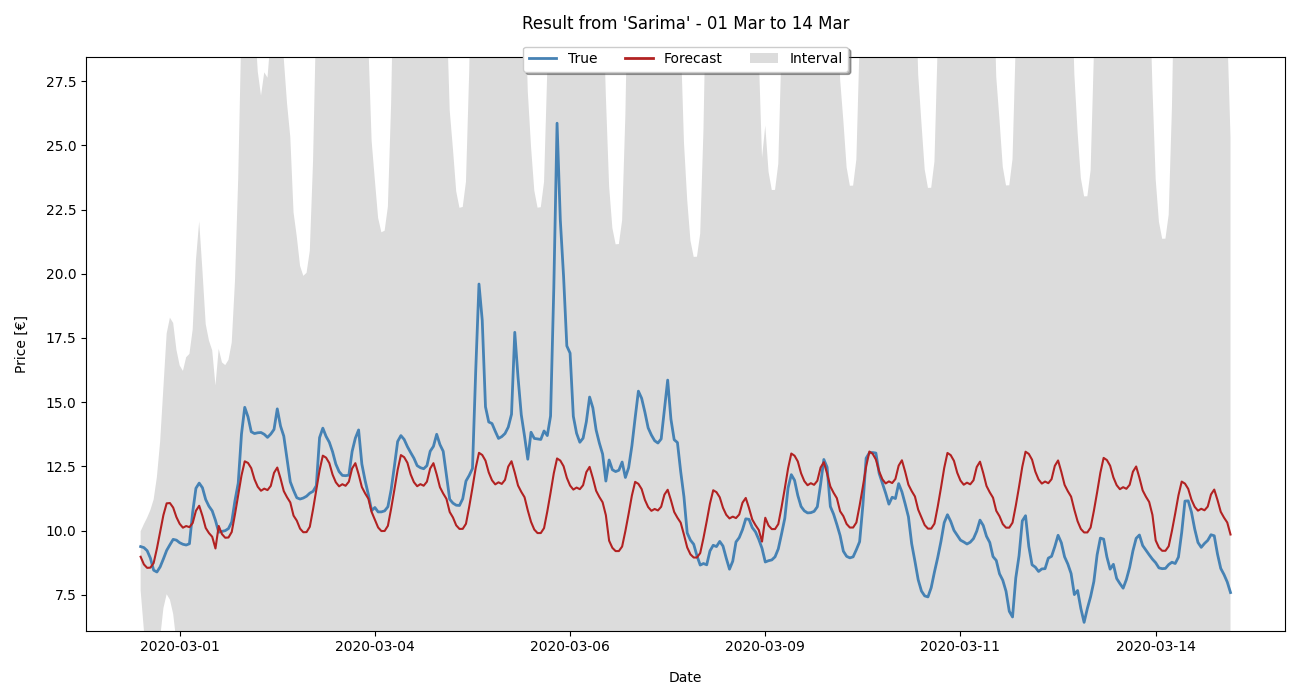 Result from 'Sarima' - 01 Mar to 14 Mar
True Forecast Interval
27.5
25.0
22.5
20.0
17.5
15.0
12.5
10.0
7.5
Price [€]
2020-03-01 2020-03-04 2020-03-06 2020-03-09 2020-03-11 2020-03-14
Date